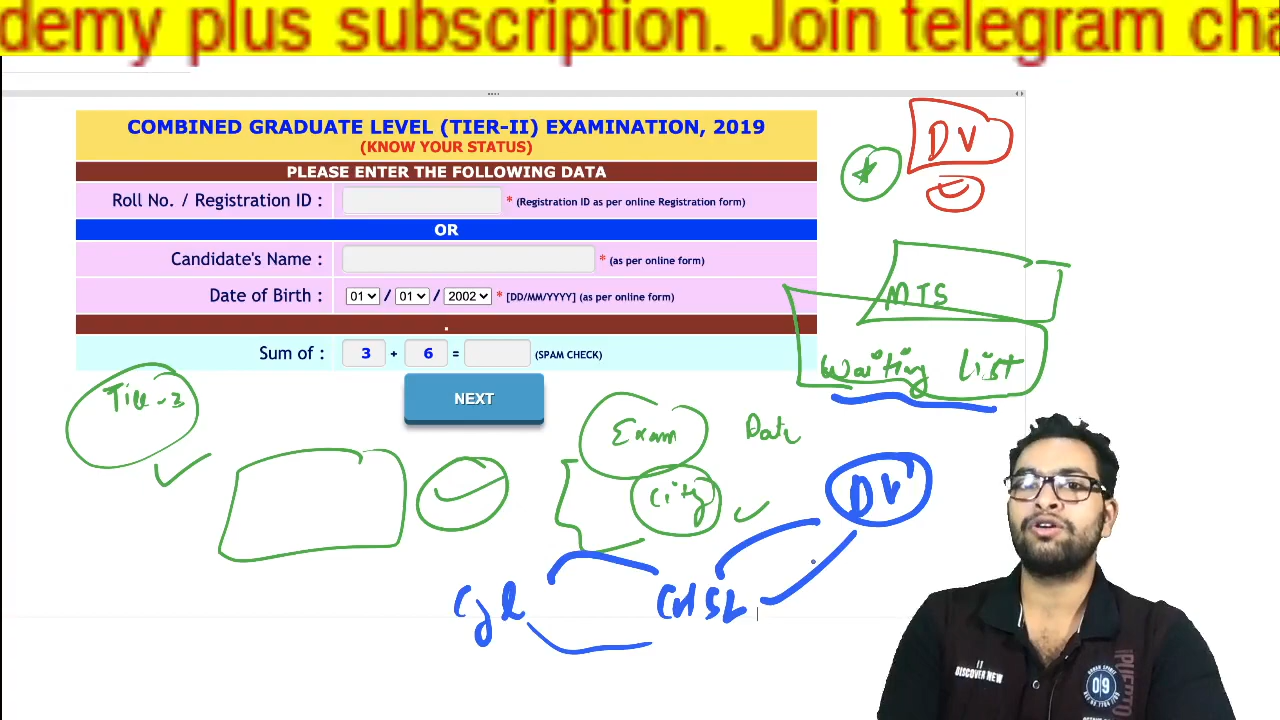 demy plus subscription. Join telegram cha
COMBINED GRADUATE LEVEL (TIER-II) EXAMINATION, 2019
(KNOW YOUR STATUS)
PLEASE ENTER THE FOLLOWING DATA
Roll No. / Registration ID : * (Registration ID as per online Registration form)
OR
Candidate's Name : * (as per online form)
Date of Birth : 01 / 01 / 2002 * [DD/MM/YYYY] (as per online form)
.
Sum of : 3 + 6 = (SPAM CHECK)
NEXT
DV
MTS
Waiting List
Tier-3
Exam Date
City
DV
Cgl CHSL
DISCOVER NEW
09